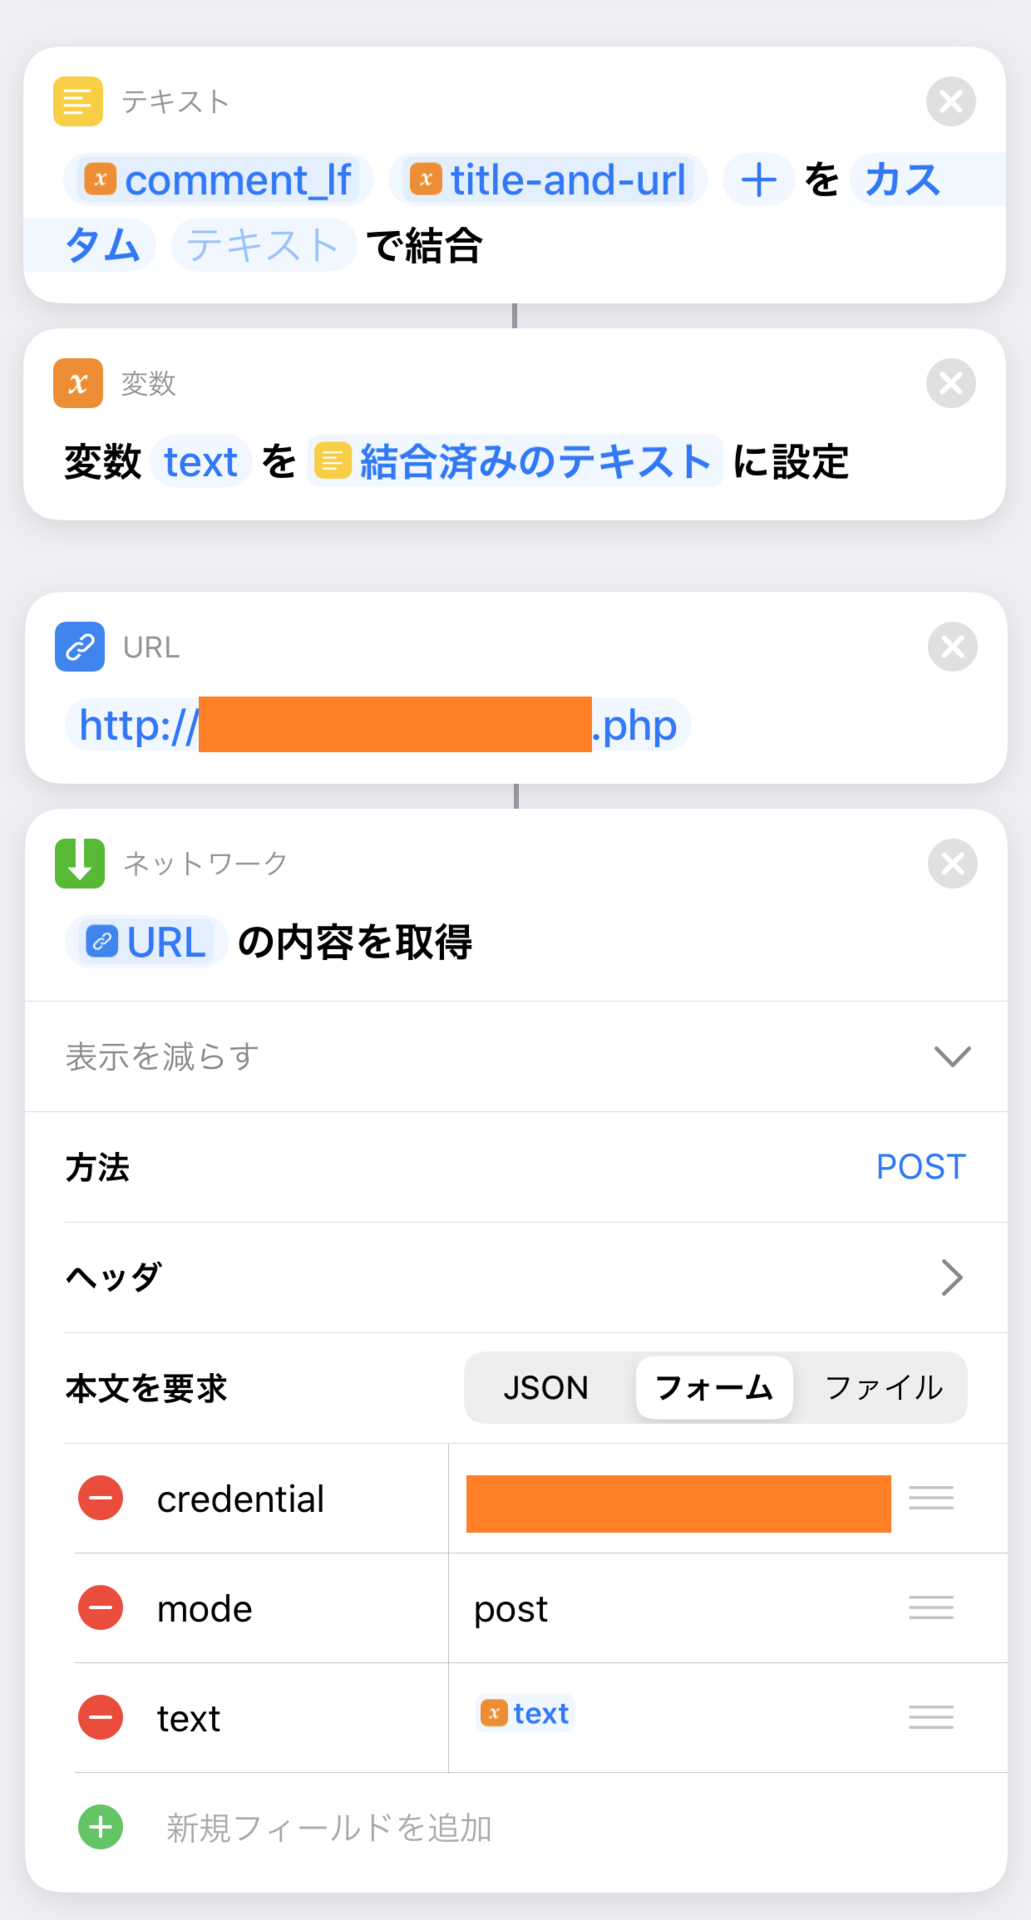 テキスト
comment_lf title-and-url + を カス
タム テキスト で結合
変数
変数 text を 結合済みのテキスト に設定
URL
http:// .php
ネットワーク
URL の内容を取得
表示を減らす
方法 POST
ヘッダ
本文を要求 JSON フォーム ファイル
credential
mode post
text text
新規フィールドを追加